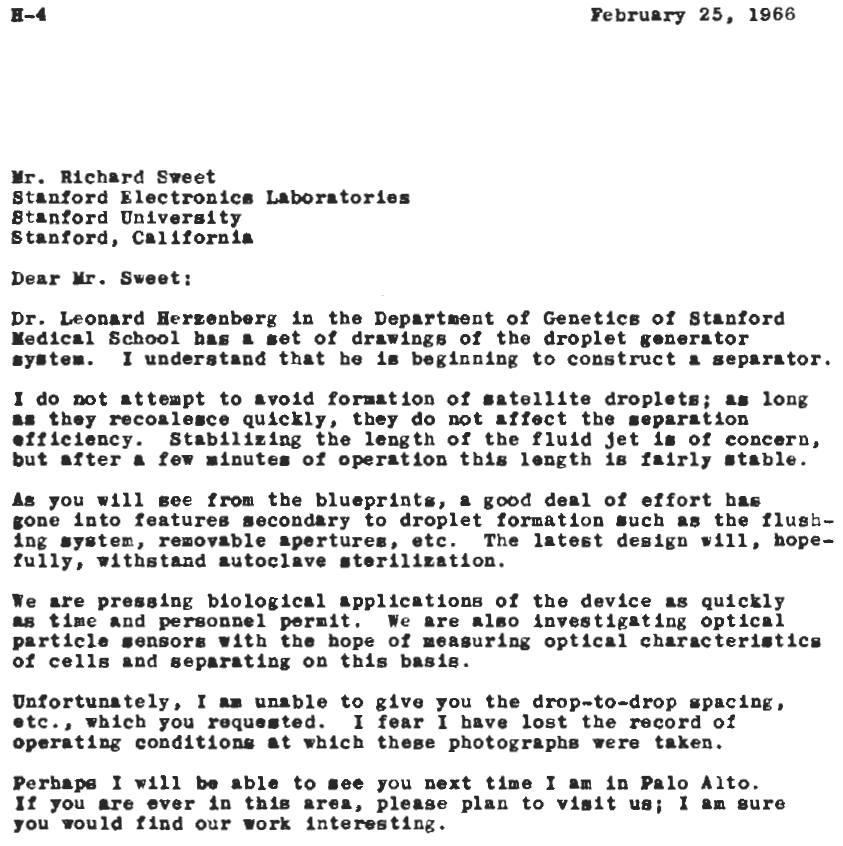 H-4 February 25, 1966
Mr. Richard Sweet
Stanford Electronics Laboratories
Stanford University
Stanford, California
Dear Mr. Sweet:
Dr. Leonard Herzenberg in the Department of Genetics of Stanford
Medical School has a set of drawings of the droplet generator
system. I understand that he is beginning to construct a separator.
I do not attempt to avoid formation of satellite droplets; as long
as they recoalesce quickly, they do not affect the separation
efficiency. Stabilizing the length of the fluid jet is of concern,
but after a few minutes of operation this length is fairly stable.
As you will see from the blueprints, a good deal of effort has
gone into features secondary to droplet formation such as the flush-
ing system, removable apertures, etc. The latest design will, hope-
fully, withstand autoclave sterilization.
We are pressing biological applications of the device as quickly
as time and personnel permit. We are also investigating optical
particle sensors with the hope of measuring optical characteristics
of cells and separating on this basis.
Unfortunately, I am unable to give you the drop-to-drop spacing,
etc., which you requested. I fear I have lost the record of
operating conditions at which these photographs were taken.
Perhaps I will be able to see you next time I am in Palo Alto.
If you are ever in this area, please plan to visit us; I am sure
you would find our work interesting.